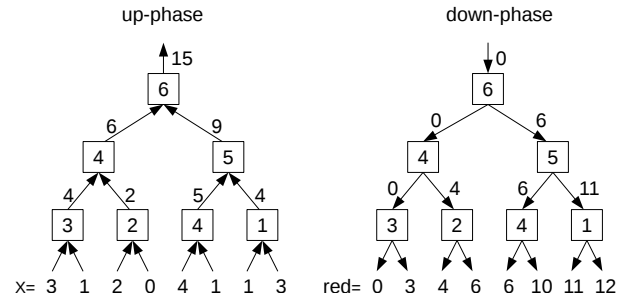 up-phase down-phase
15 0
6 6
6 9 0 6
4 5 4 5
4 2 5 4 0 4 6 11
3 2 4 1 3 2 4 1
X= 3 1 2 0 4 1 1 3 red= 0 3 4 6 6 10 11 12